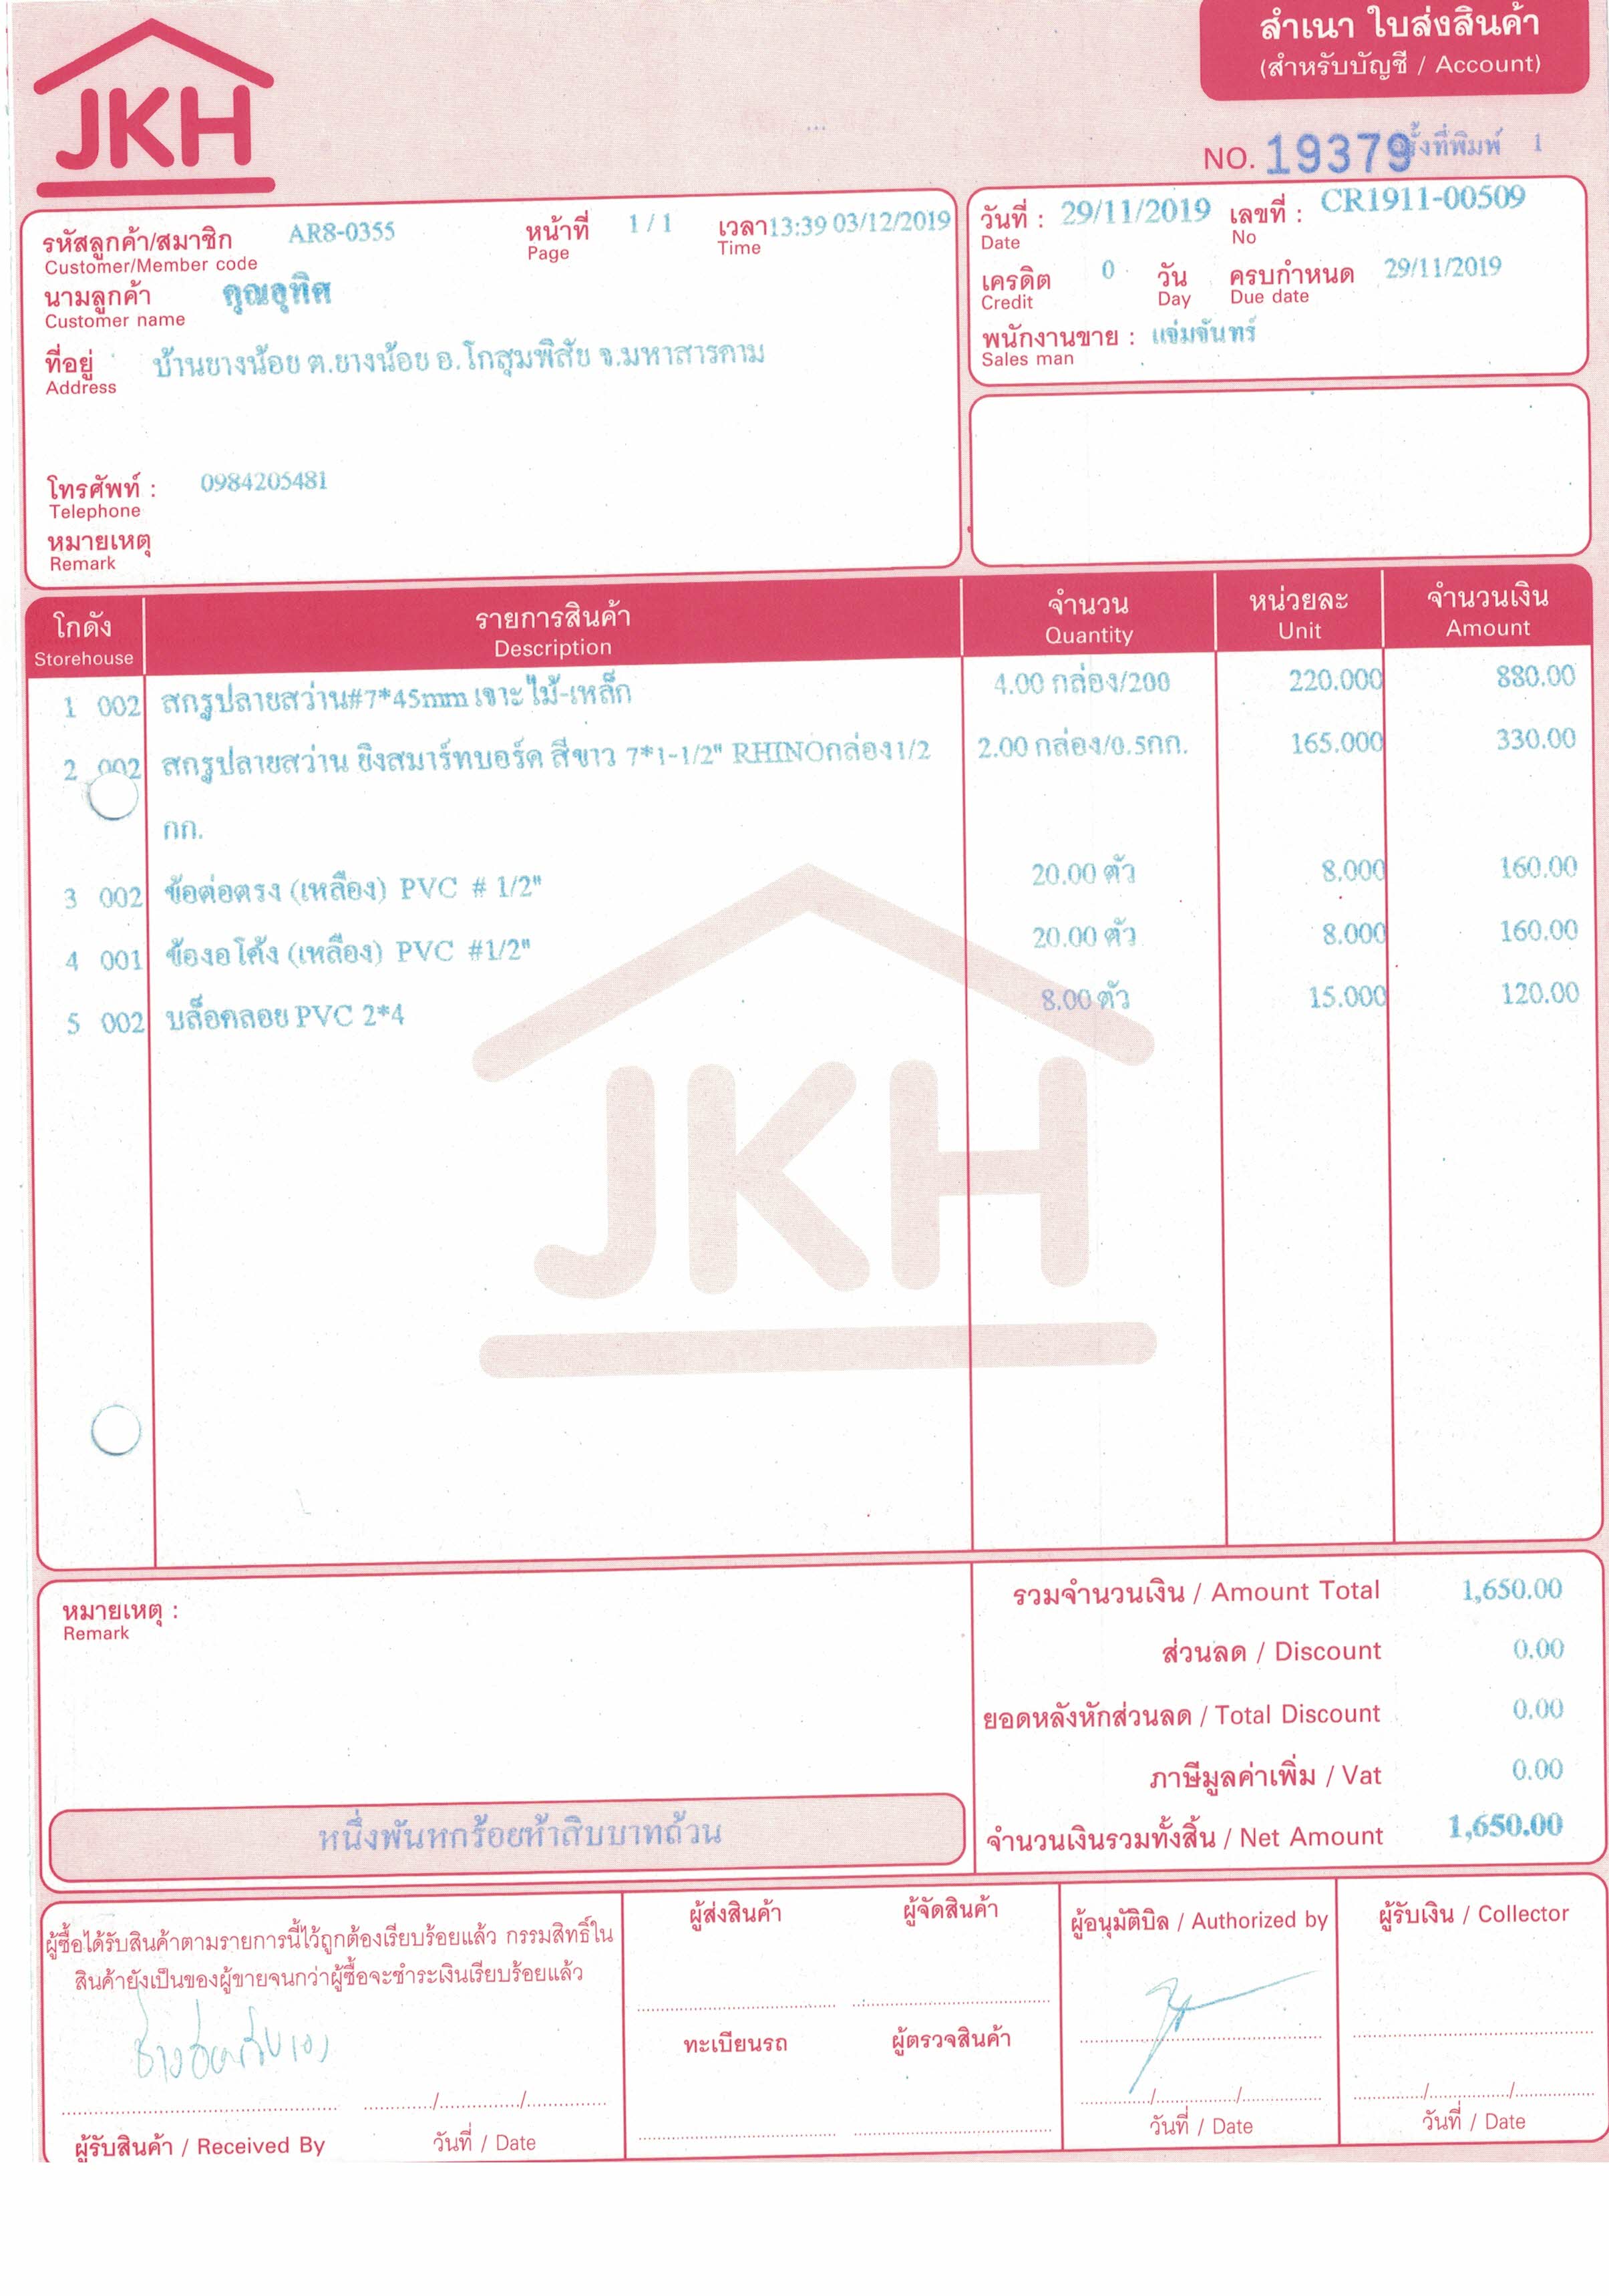 JKH
สำเนา ใบส่งสินค้า
(สำหรับบัญชี / Account)
NO. 19379 ครั้งที่พิมพ์ 1
รหัสลูกค้า/สมาชิก AR8-0355 หน้าที่ 1 / 1 เวลา 13:39 03/12/2019
Customer/Member code Page Time
นามลูกค้า คุณอุทิศ
Customer name
ที่อยู่ บ้านยางน้อย ต.ยางน้อย อ.โกสุมพิสัย จ.มหาสารคาม
Address
โทรศัพท์ : 0984205481
Telephone
หมายเหตุ
Remark
วันที่ : 29/11/2019 เลขที่ : CR1911-00509
Date No
เครดิต 0 วัน ครบกำหนด 29/11/2019
Credit Day Due date
พนักงานขาย : แจ่มจันทร์
Sales man
โกดัง รายการสินค้า จำนวน หน่วยละ จำนวนเงิน
Storehouse Description Quantity Unit Amount
1 002 สกรูปลายสว่าน#7*45mm เจาะไม้-เหล็ก 4.00 กล่อง/200 220.000 880.00
2 002 สกรูปลายสว่าน ยิงสมาร์ทบอร์ด สีขาว 7*1-1/2" RHINOกล่อง1/2 2.00 กล่อง/0.5กก. 165.000 330.00
กก.
3 002 ข้อต่อตรง (เหลือง) PVC # 1/2" 20.00 ตัว 8.000 160.00
4 001 ข้องอโค้ง (เหลือง) PVC #1/2" 20.00 ตัว 8.000 160.00
5 002 บล็อคลอย PVC 2*4 8.00 ตัว 15.000 120.00
JKH
หมายเหตุ :
Remark
รวมจำนวนเงิน / Amount Total 1,650.00
ส่วนลด / Discount 0.00
ยอดหลังหักส่วนลด / Total Discount 0.00
ภาษีมูลค่าเพิ่ม / Vat 0.00
หนึ่งพันหกร้อยห้าสิบบาทถ้วน
จำนวนเงินรวมทั้งสิ้น / Net Amount 1,650.00
ผู้ซื้อได้รับสินค้าตามรายการนี้ไว้ถูกต้องเรียบร้อยแล้ว กรรมสิทธิ์ใน
สินค้ายังเป็นของผู้ขายจนกว่าผู้ซื้อจะชำระเงินเรียบร้อยแล้ว
ผู้รับสินค้า / Received By วันที่ / Date
ผู้ส่งสินค้า ผู้จัดสินค้า
ทะเบียนรถ ผู้ตรวจสินค้า
ผู้อนุมัติบิล / Authorized by
วันที่ / Date
ผู้รับเงิน / Collector
วันที่ / Date